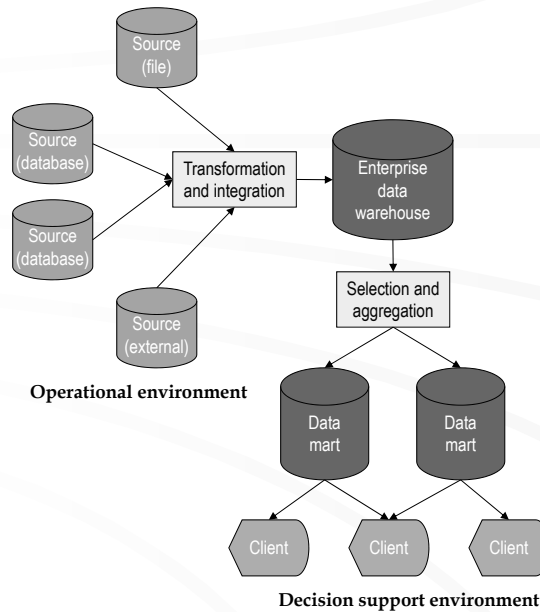 Source
(file)
Source
(database)
Source
(database)
Transformation
and integration
Enterprise
data
warehouse
Source
(external)
Selection and
aggregation
Operational environment
Data
mart
Data
mart
Client
Client
Client
Decision support environment